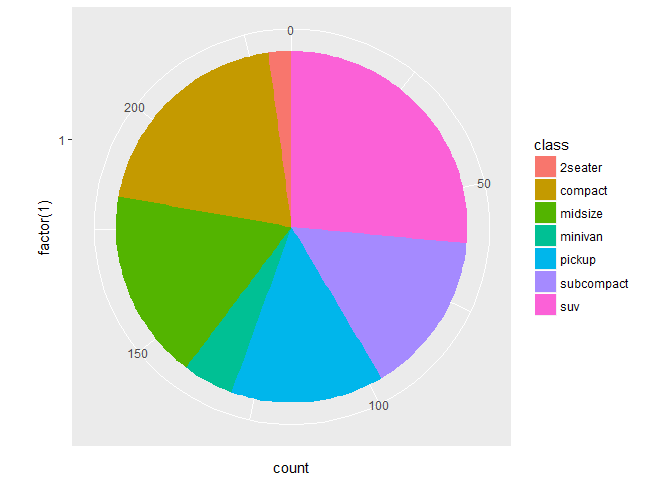 0
50
100
150
200
1
factor(1)
count
class
2seater
compact
midsize
minivan
pickup
subcompact
suv